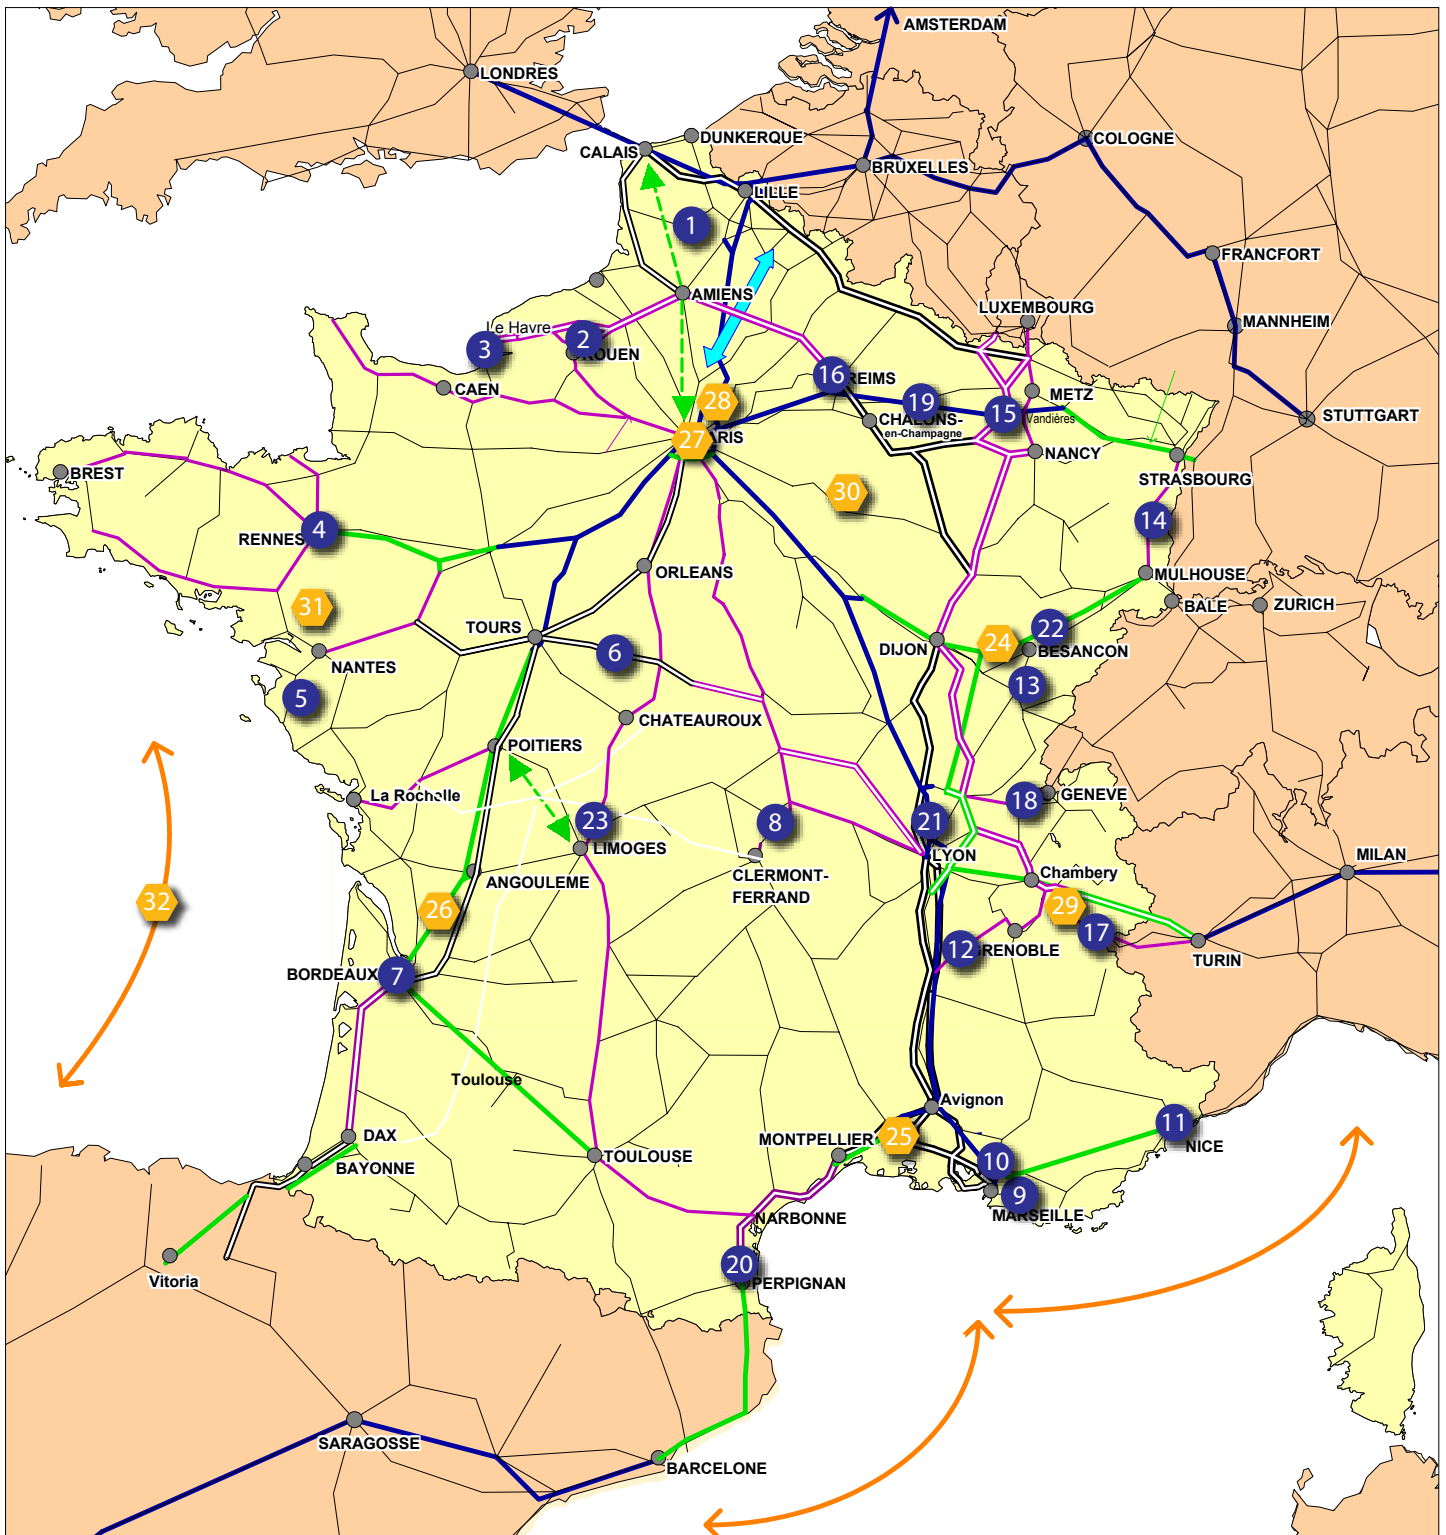 AMSTERDAM
LONDRES
DUNKERQUE
COLOGNE
CALAIS
BRUXELLES
LILLE
1
FRANCFORT
AMIENS
LUXEMBOURG
MANNHEIM
Le Havre
2
3
ROUEN
16
REIMS
CAEN
METZ
28
19
15
STUTTGART
CHALONS-
en-Champagne
Vandières
27
PARIS
NANCY
BREST
STRASBOURG
30
14
4
RENNES
ORLEANS
MULHOUSE
31
BALE
ZURICH
TOURS
22
24
DIJON
BESANCON
6
NANTES
13
5
CHATEAUROUX
POITIERS
La Rochelle
18
GENEVE
23
8
21
LIMOGES
LYON
MILAN
CLERMONT-
FERRAND
Chambery
ANGOULEME
32
26
29
17
12
GRENOBLE
TURIN
BORDEAUX
7
Toulouse
Avignon
11
NICE
DAX
25
MONTPELLIER
BAYONNE
TOULOUSE
10
9
MARSEILLE
NARBONNE
20
PERPIGNAN
Vitoria
SARAGOSSE
BARCELONE